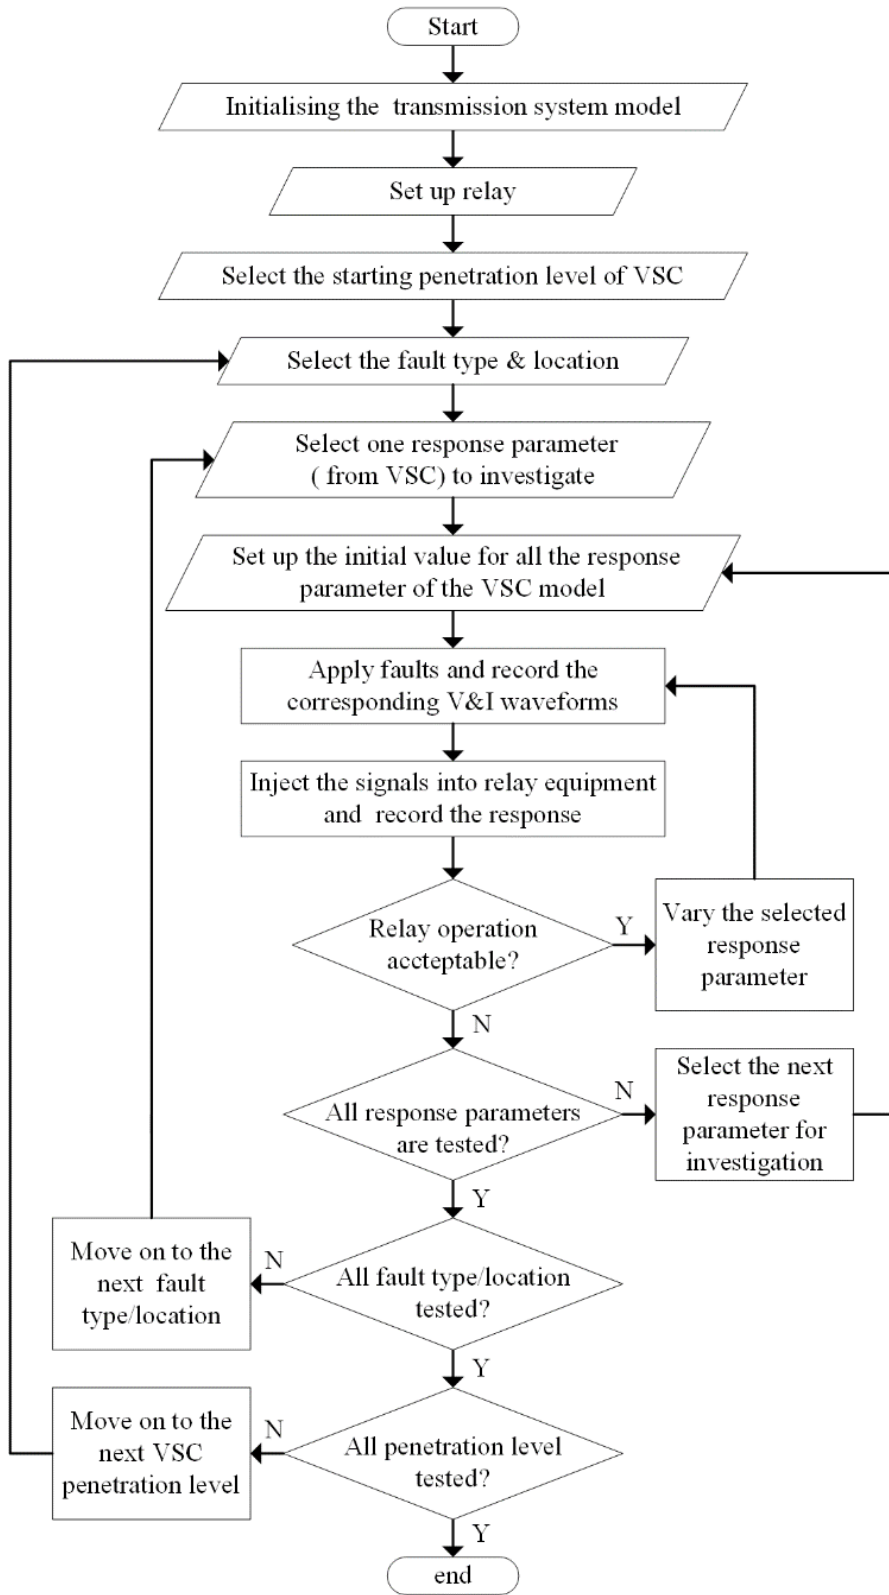 Start
Initialising the transmission system model
Set up relay
Select the starting penetration level of VSC
Select the fault type & location
Select one response parameter
( from VSC) to investigate
Set up the initial value for all the response
parameter of the VSC model
Apply faults and record the
corresponding V&I waveforms
Inject the signals into relay equipment
and record the response
Relay operation
accteptable?
Y
Vary the selected
response
parameter
N
All response parameters
are tested?
N
Select the next
response
parameter for
investigation
Y
All fault type/location
tested?
N
Move on to the
next fault
type/location
Y
All penetration level
tested?
N
Move on to the
next VSC
penetration level
Y
end